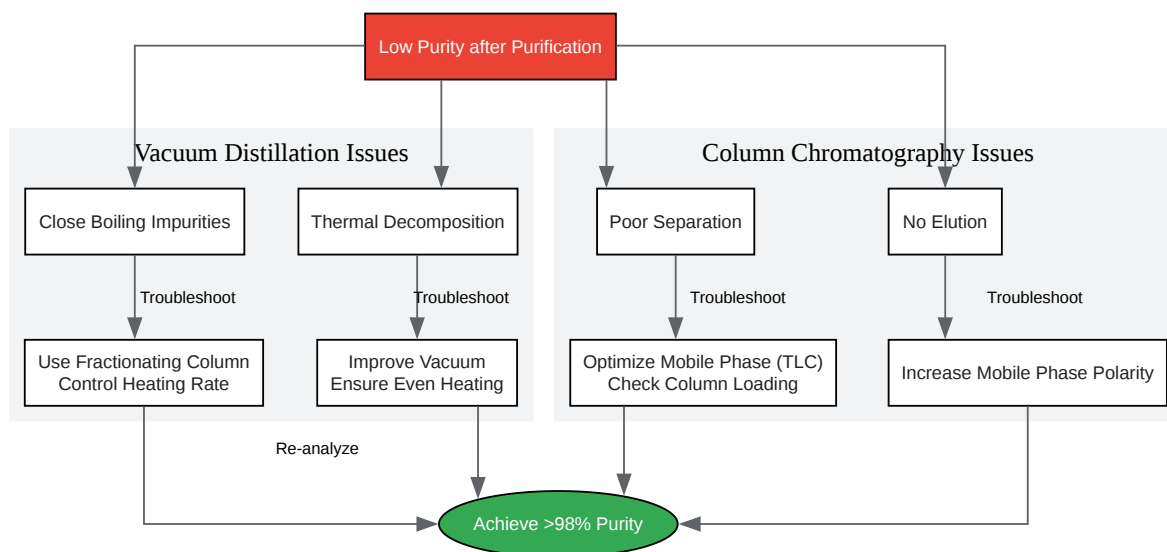 Low Purity after Purification
Vacuum Distillation Issues
Column Chromatography Issues
Close Boiling Impurities
Thermal Decomposition
Poor Separation
No Elution
Troubleshoot
Troubleshoot
Troubleshoot
Troubleshoot
Use Fractionating Column
Control Heating Rate
Improve Vacuum
Ensure Even Heating
Optimize Mobile Phase (TLC)
Check Column Loading
Increase Mobile Phase Polarity
Re-analyze
Achieve >98% Purity